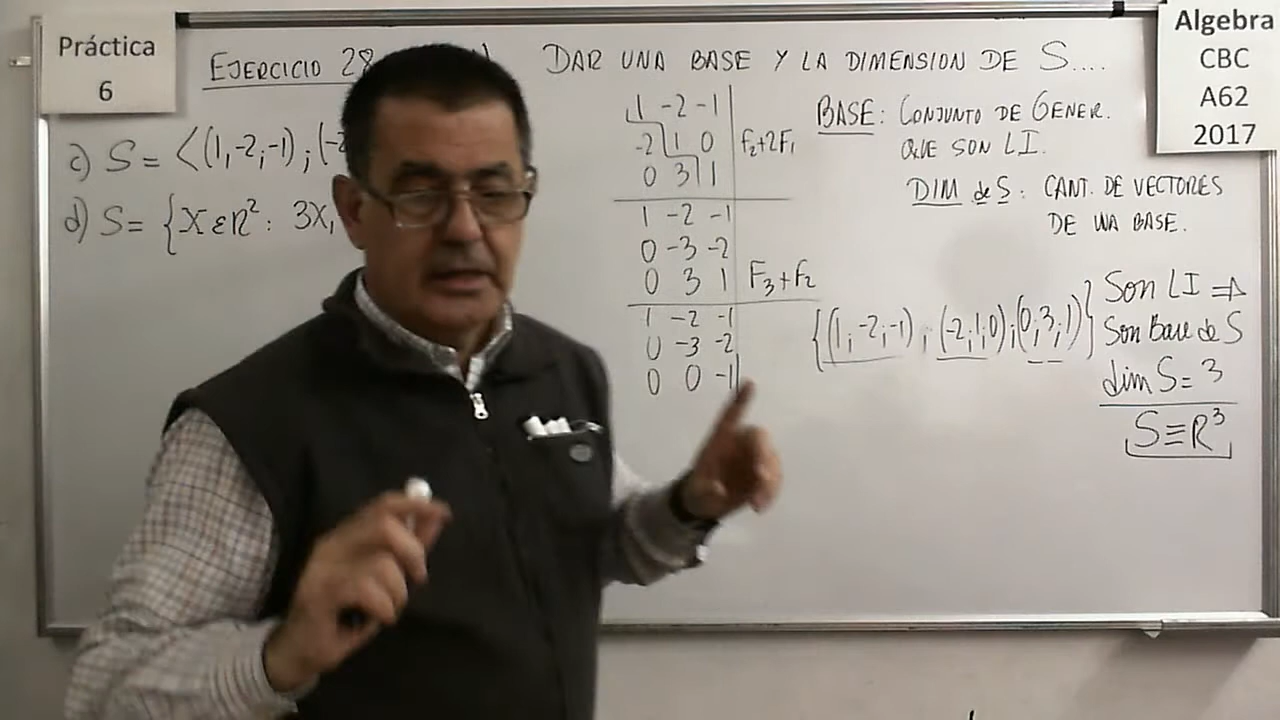 Práctica
6
Algebra
CBC
A62
2017
EJERCICIO 28
DAR UNA BASE Y LA DIMENSION DE S....
c) S = <(1,-2,-1);(-2
d) S = {X ε R²: 3X₁
1 -2 -1
-2 1 0 F₂+2F₁
0 3 1
1 -2 -1
0 -3 -2
0 3 1 F₃+F₂
1 -2 -1
0 -3 -2
0 0 -1
BASE: CONJUNTO DE GENER.
QUE SON LI.
DIM de S: CANT. DE VECTORES
DE UNA BASE.
{(1;-2;-1);(-2;1;0);(0;3;1)}
Son LI ⇒
Son Base de S
dim S = 3
S≡R³